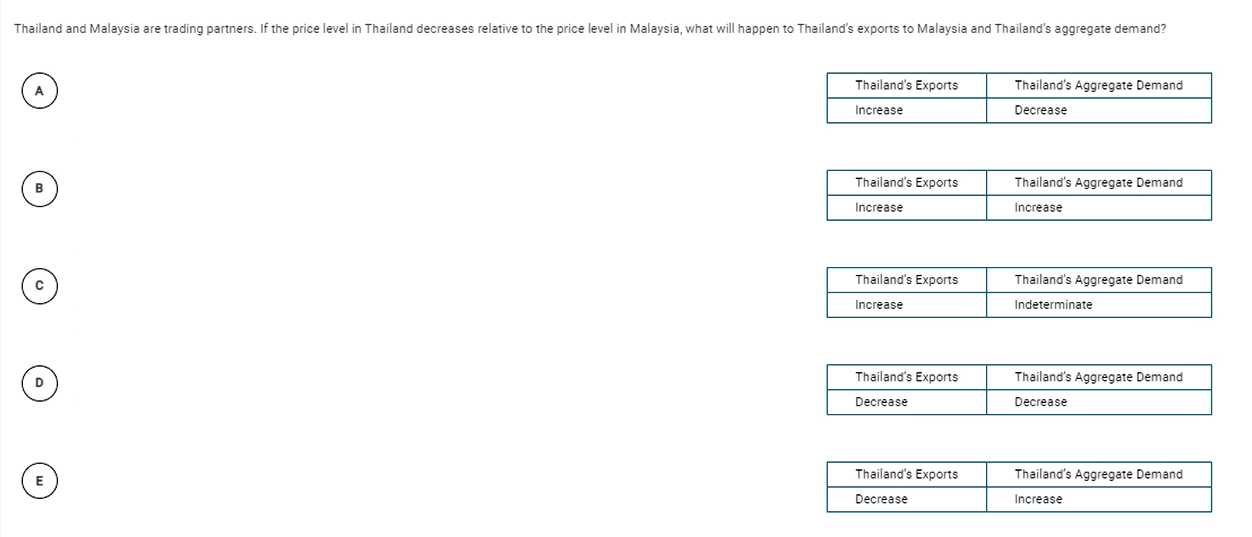 Thailand and Malaysia are trading partners. If the price level in Thailand decreases relative to the price level in Malaysia, what will happen to Thailand's exports to Malaysia and Thailand's aggregate demand?
A
Thailand's Exports Thailand's Aggregate Demand
Increase Decrease
B
Thailand's Exports Thailand's Aggregate Demand
Increase Increase
C
Thailand's Exports Thailand's Aggregate Demand
Increase Indeterminate
D
Thailand's Exports Thailand's Aggregate Demand
Decrease Decrease
E
Thailand's Exports Thailand's Aggregate Demand
Decrease Increase